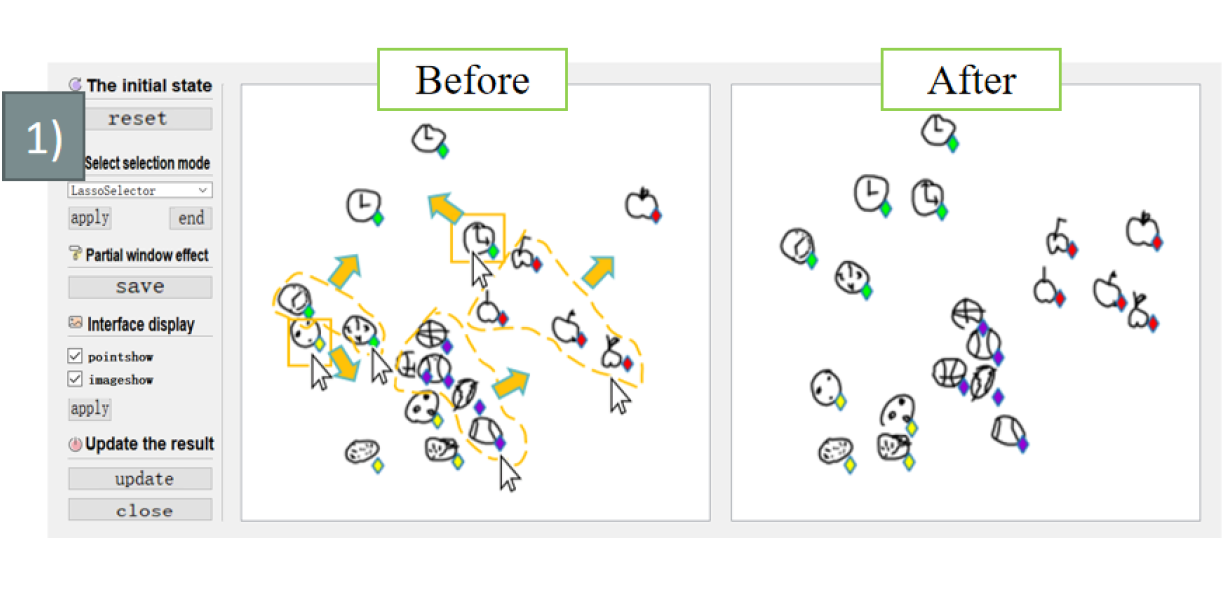 1)
The initial state
reset
Select selection mode
LassoSelector
apply
end
Partial window effect
save
Interface display
pointshow
imageshow
apply
Update the result
update
close
Before
After